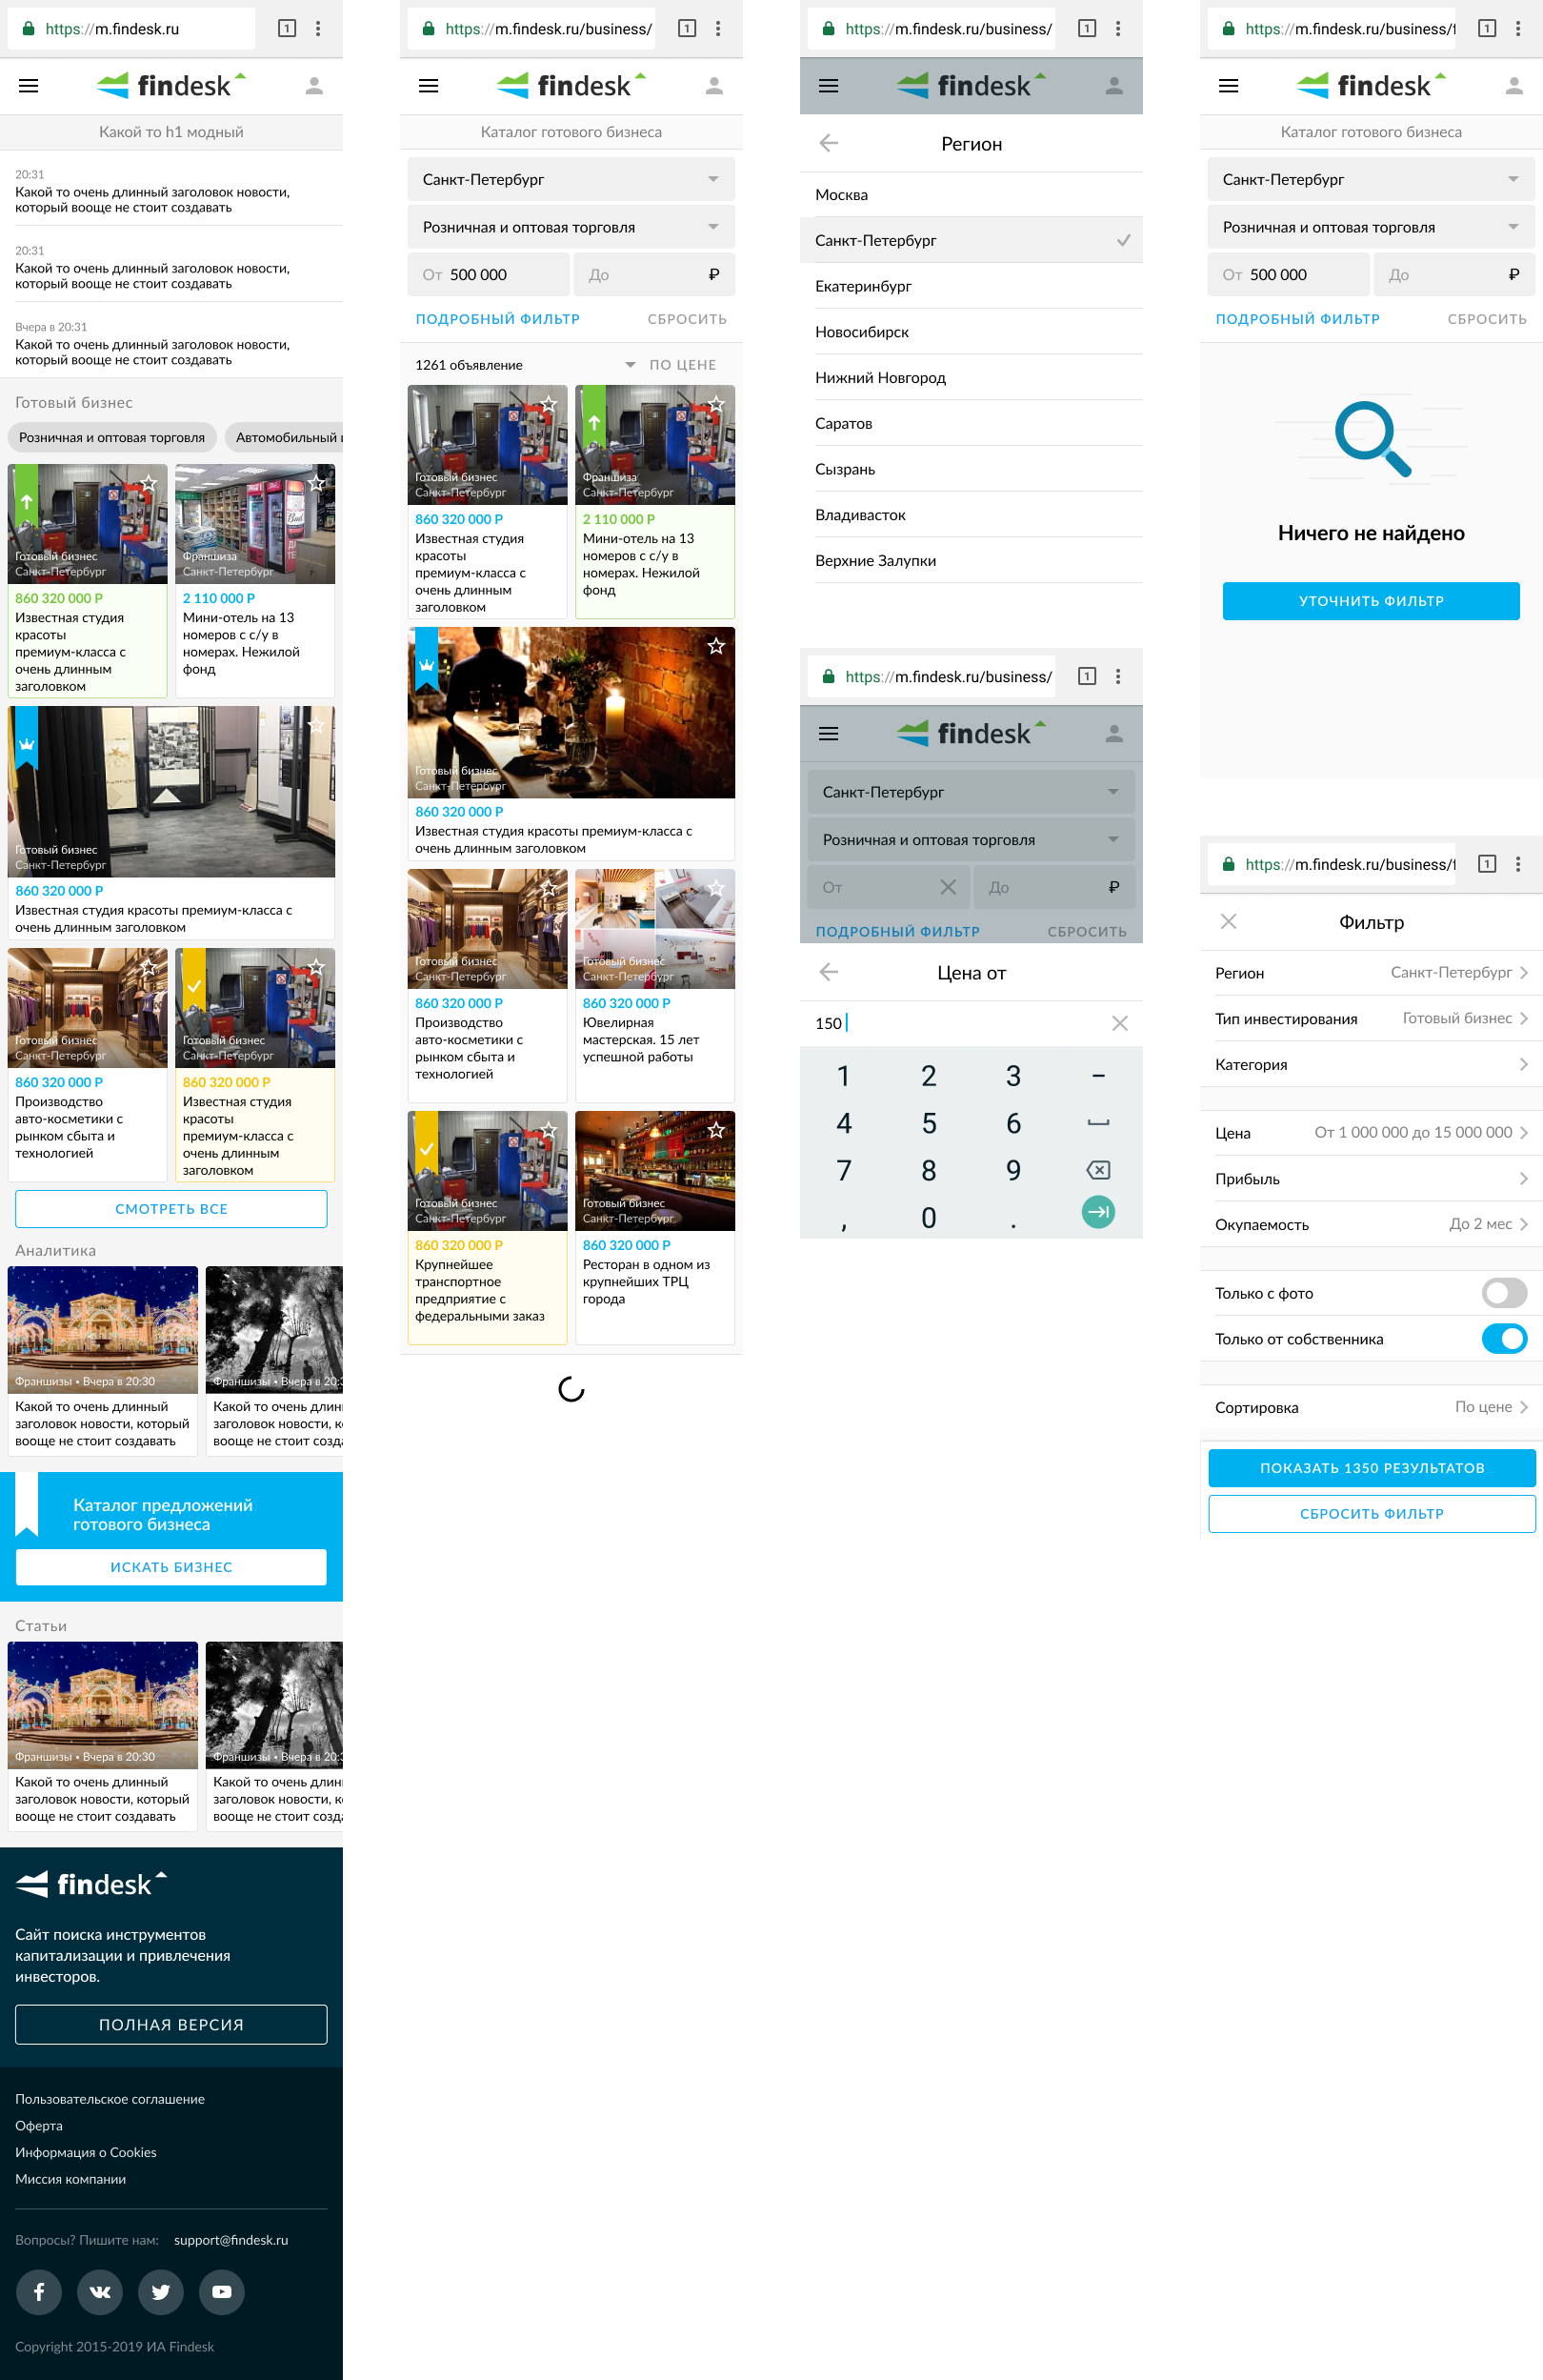 https://m.findesk.ru
1
findesk
Какой то h1 модный
20:31
Какой то очень длинный заголовок новости,
который вооще не стоит создавать
20:31
Какой то очень длинный заголовок новости,
который вооще не стоит создавать
Вчера в 20:31
Какой то очень длинный заголовок новости,
который вооще не стоит создавать
Готовый бизнес
Розничная и оптовая торговля
Автомобильный
Готовый бизнес
Санкт-Петербург
860 320 000 Р
Известная студия
красоты
премиум-класса с
очень длинным
заголовком
Франшиза
Санкт-Петербург
2 110 000 Р
Мини-отель на 13
номеров с с/у в
номерах. Нежилой
фонд
Готовый бизнес
Санкт-Петербург
860 320 000 Р
Известная студия красоты премиум-класса с
очень длинным заголовком
Готовый бизнес
Санкт-Петербург
860 320 000 Р
Производство
авто-косметики с
рынком сбыта и
технологией
Готовый бизнес
Санкт-Петербург
860 320 000 Р
Известная студия
красоты
премиум-класса с
очень длинным
заголовком
СМОТРЕТЬ ВСЕ
Аналитика
Франшизы • Вчера в 20:30
Какой то очень длинный
заголовок новости, который
вооще не стоит создавать
Франшизы • Вчера в 20:3
Какой то очень длин
заголовок новости, к
вооще не стоит созда
Каталог предложений
готового бизнеса
ИСКАТЬ БИЗНЕС
Статьи
Франшизы • Вчера в 20:30
Какой то очень длинный
заголовок новости, который
вооще не стоит создавать
Франшизы • Вчера в 20:3
Какой то очень длин
заголовок новости, к
вооще не стоит созда
findesk
Сайт поиска инструментов
капитализации и привлечения
инвесторов.
ПОЛНАЯ ВЕРСИЯ
Пользовательское соглашение
Оферта
Информация о Cookies
Миссия компании
Вопросы? Пишите нам: support@findesk.ru
Copyright 2015-2019 ИА Findesk
https://m.findesk.ru/business/
1
findesk
Каталог готового бизнеса
Санкт-Петербург
Розничная и оптовая торговля
От 500 000
До ₽
ПОДРОБНЫЙ ФИЛЬТР
СБРОСИТЬ
1261 объявление
ПО ЦЕНЕ
Готовый бизнес
Санкт-Петербург
860 320 000 Р
Известная студия
красоты
премиум-класса с
очень длинным
заголовком
Франшиза
Санкт-Петербург
2 110 000 Р
Мини-отель на 13
номеров с с/у в
номерах. Нежилой
фонд
Готовый бизнес
Санкт-Петербург
860 320 000 Р
Известная студия красоты премиум-класса с
очень длинным заголовком
Готовый бизнес
Санкт-Петербург
860 320 000 Р
Производство
авто-косметики с
рынком сбыта и
технологией
Готовый бизнес
Санкт-Петербург
860 320 000 Р
Ювелирная
мастерская. 15 лет
успешной работы
Готовый бизнес
Санкт-Петербург
860 320 000 Р
Крупнейшее
транспортное
предприятие с
федеральными заказ
Готовый бизнес
Санкт-Петербург
860 320 000 Р
Ресторан в одном из
крупнейших ТРЦ
города
https://m.findesk.ru/business/
1
findesk
Регион
Москва
Санкт-Петербург
Екатеринбург
Новосибирск
Нижний Новгород
Саратов
Сызрань
Владивасток
Верхние Залупки
https://m.findesk.ru/business/
1
findesk
Санкт-Петербург
Розничная и оптовая торговля
От
До ₽
ПОДРОБНЫЙ ФИЛЬТР
СБРОСИТЬ
Цена от
150
1 2 3 −
4 5 6
7 8 9
, 0 .
https://m.findesk.ru/business/f
1
findesk
Каталог готового бизнеса
Санкт-Петербург
Розничная и оптовая торговля
От 500 000
До ₽
ПОДРОБНЫЙ ФИЛЬТР
СБРОСИТЬ
Ничего не найдено
УТОЧНИТЬ ФИЛЬТР
https://m.findesk.ru/business/f
1
Фильтр
Регион Санкт-Петербург
Тип инвестирования Готовый бизнес
Категория
Цена От 1 000 000 до 15 000 000
Прибыль
Окупаемость До 2 мес
Только с фото
Только от собственника
Сортировка По цене
ПОКАЗАТЬ 1350 РЕЗУЛЬТАТОВ
СБРОСИТЬ ФИЛЬТР